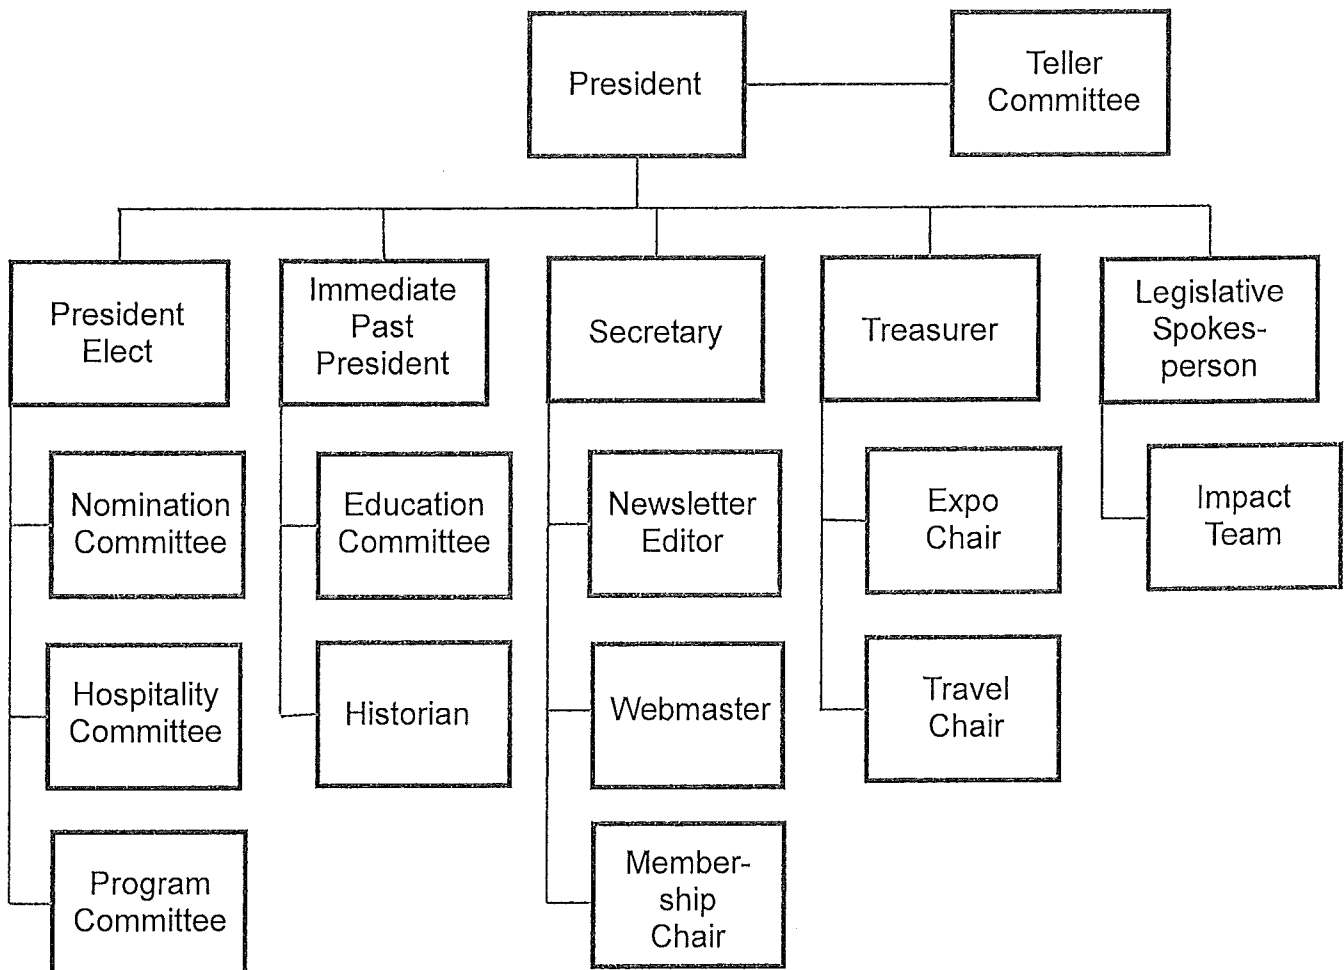 President
Teller
Committee
President
Elect
Immediate
Past
President
Secretary
Treasurer
Legislative
Spokes-
person
Nomination
Committee
Education
Committee
Newsletter
Editor
Expo
Chair
Impact
Team
Hospitality
Committee
Historian
Webmaster
Travel
Chair
Program
Committee
Member-
ship
Chair